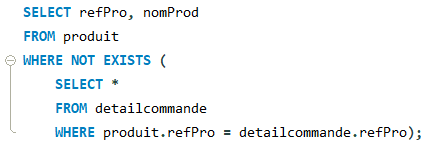 SELECT refPro, nomProd
FROM produit
WHERE NOT EXISTS (
SELECT *
FROM detailcommande
WHERE produit.refPro = detailcommande.refPro);